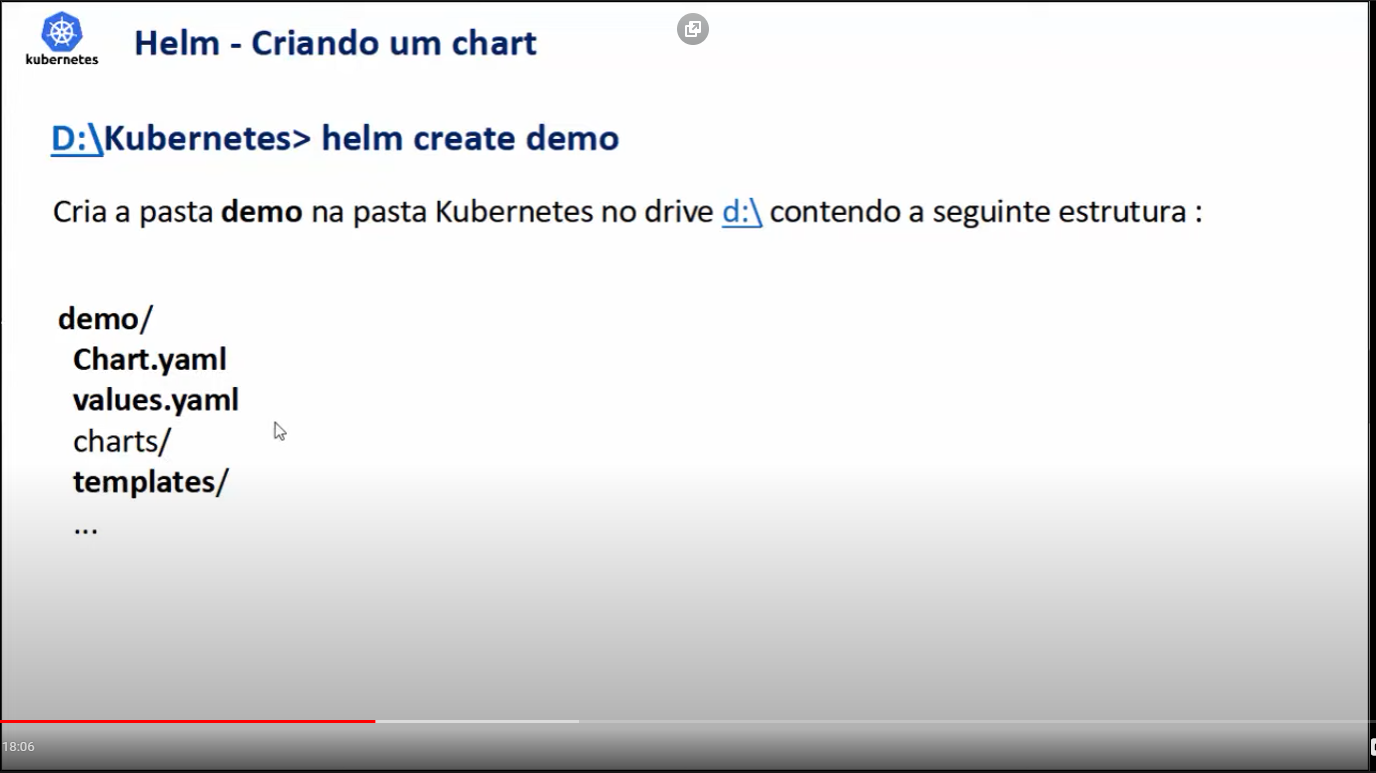 kubernetes
Helm - Criando um chart
D:\Kubernetes> helm create demo
Cria a pasta demo na pasta Kubernetes no drive d:\ contendo a seguinte estrutura :
demo/
Chart.yaml
values.yaml
charts/
templates/
...
18:06